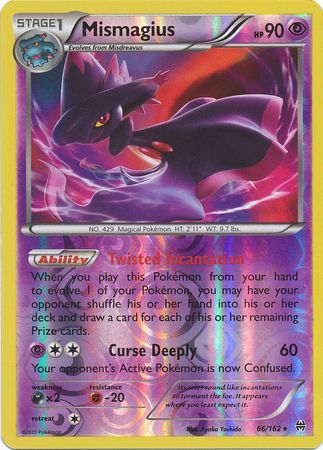 STAGE1
Mismagius
HP 90
Evolves from Misdreavus
NO. 429 Magical Pokémon HT: 2'11" WT: 9.7 lbs.
Ability
Twisted Incantation
When you play this Pokémon from your hand
to evolve 1 of your Pokémon, you may have your
opponent shuffle his or her hand into his or her
deck and draw a card for each of his or her remaining
Prize cards.
Curse Deeply 60
Your opponent's Active Pokémon is now Confused.
weakness
resistance
×2
-20
retreat
Its cries sound like incantations
to torment the foe. It appears
where you least expect it.
Illus. Ayaka Yoshida
66/162 ★
©2015 Pokémon